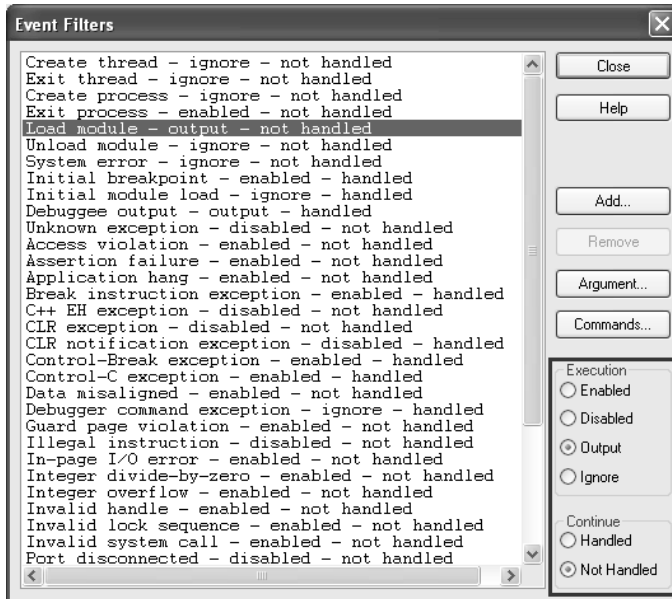 Event Filters
Create thread - ignore - not handled
Exit thread - ignore - not handled
Create process - ignore - not handled
Exit process - enabled - not handled
Load module - output - not handled
Unload module - ignore - not handled
System error - ignore - not handled
Initial breakpoint - enabled - handled
Initial module load - ignore - handled
Debuggee output - output - handled
Unknown exception - disabled - not handled
Access violation - enabled - not handled
Assertion failure - enabled - not handled
Application hang - enabled - not handled
Break instruction exception - enabled - handled
C++ EH exception - disabled - not handled
CLR exception - disabled - not handled
CLR notification exception - disabled - handled
Control-Break exception - enabled - handled
Control-C exception - enabled - handled
Data misaligned - enabled - not handled
Debugger command exception - ignore - handled
Guard page violation - enabled - not handled
Illegal instruction - disabled - not handled
In-page I/O error - enabled - not handled
Integer divide-by-zero - enabled - not handled
Integer overflow - enabled - not handled
Invalid handle - enabled - not handled
Invalid lock sequence - enabled - not handled
Invalid system call - enabled - not handled
Port disconnected - disabled - not handled
Close
Help
Add...
Remove
Argument...
Commands...
Execution
Enabled
Disabled
Output
Ignore
Continue
Handled
Not Handled